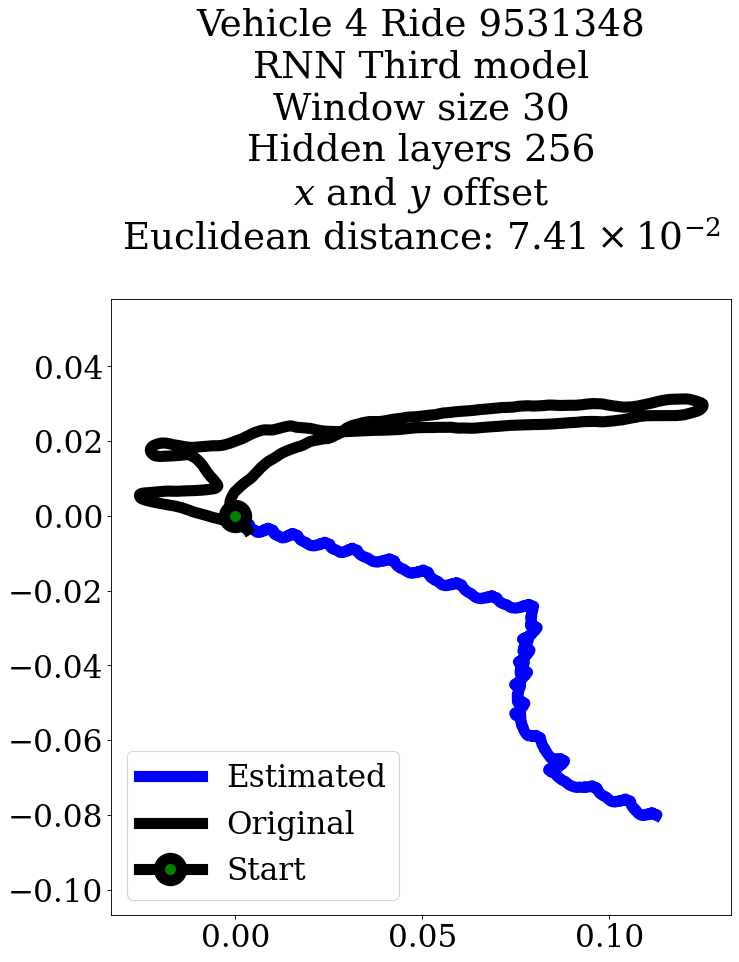 Vehicle 4 Ride 9531348
RNN Third model
Window size 30
Hidden layers 256
x and y offset
Euclidean distance: 7.41 × 10⁻²
0.04
0.02
0.00
−0.02
−0.04
−0.06
−0.08
−0.10
Estimated
Original
Start
0.00 0.05 0.10